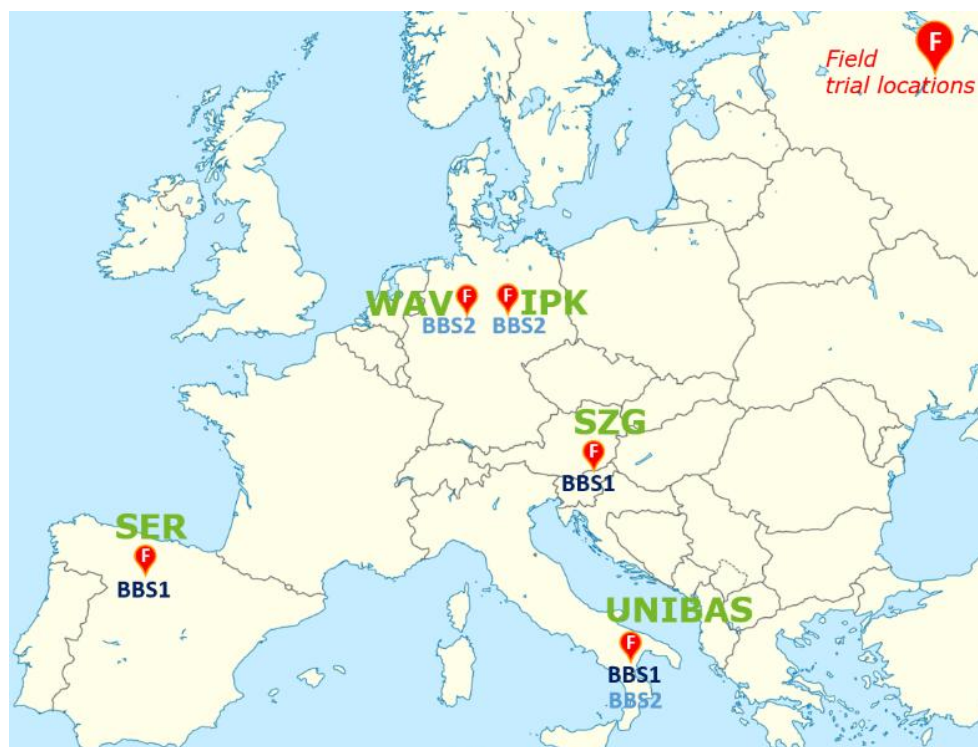 F
Field
trial locations
WAV F F IPK
BBS2 BBS2
SZG
F
BBS1
SER
F
BBS1
UNIBAS
F
BBS1
BBS2